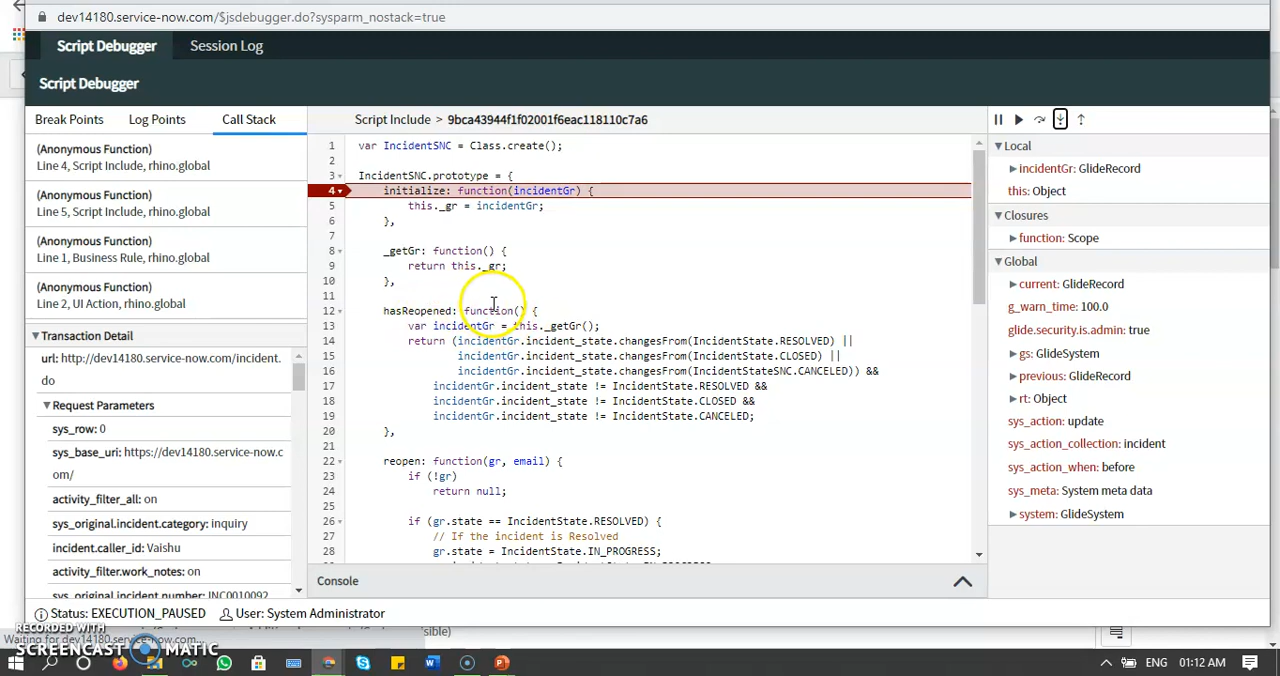 dev14180.service-now.com/$jsdebugger.do?sysparm_nostack=true
Script Debugger
Session Log
Script Debugger
Break Points
Log Points
Call Stack
(Anonymous Function)
Line 4, Script Include, rhino.global
(Anonymous Function)
Line 5, Script Include, rhino.global
(Anonymous Function)
Line 1, Business Rule, rhino.global
(Anonymous Function)
Line 2, UI Action, rhino.global
Transaction Detail
url: http://dev14180.service-now.com/incident.
do
Request Parameters
sys_row: 0
sys_base_uri: https://dev14180.service-now.c
om/
activity_filter_all: on
sys_original.incident.category: inquiry
incident.caller_id: Vaishu
activity_filter.work_notes: on
sys_original.incident.number: INC0010092
Script Include > 9bca43944f1f02001f6eac118110c7a6
1 var IncidentSNC = Class.create();
2
3 IncidentSNC.prototype = {
4 initialize: function(incidentGr) {
5 this._gr = incidentGr;
6 },
7
8 _getGr: function() {
9 return this._gr;
10 },
11
12 hasReopened: function() {
13 var incidentGr = this._getGr();
14 return (incidentGr.incident_state.changesFrom(IncidentState.RESOLVED) ||
15 incidentGr.incident_state.changesFrom(IncidentState.CLOSED) ||
16 incidentGr.incident_state.changesFrom(IncidentStateSNC.CANCELED)) &&
17 incidentGr.incident_state != IncidentState.RESOLVED &&
18 incidentGr.incident_state != IncidentState.CLOSED &&
19 incidentGr.incident_state != IncidentState.CANCELED;
20 },
21
22 reopen: function(gr, email) {
23 if (!gr)
24 return null;
25
26 if (gr.state == IncidentState.RESOLVED) {
27 // If the incident is Resolved
28 gr.state = IncidentState.IN_PROGRESS;
Console
Local
incidentGr: GlideRecord
this: Object
Closures
function: Scope
Global
current: GlideRecord
g_warn_time: 100.0
glide.security.is.admin: true
gs: GlideSystem
previous: GlideRecord
rt: Object
sys_action: update
sys_action_collection: incident
sys_action_when: before
sys_meta: System meta data
system: GlideSystem
Status: EXECUTION_PAUSED
User: System Administrator
RECORDED WITH
SCREENCAST MATIC
Waiting for dev14180.service-now.com...
ENG
01:12 AM